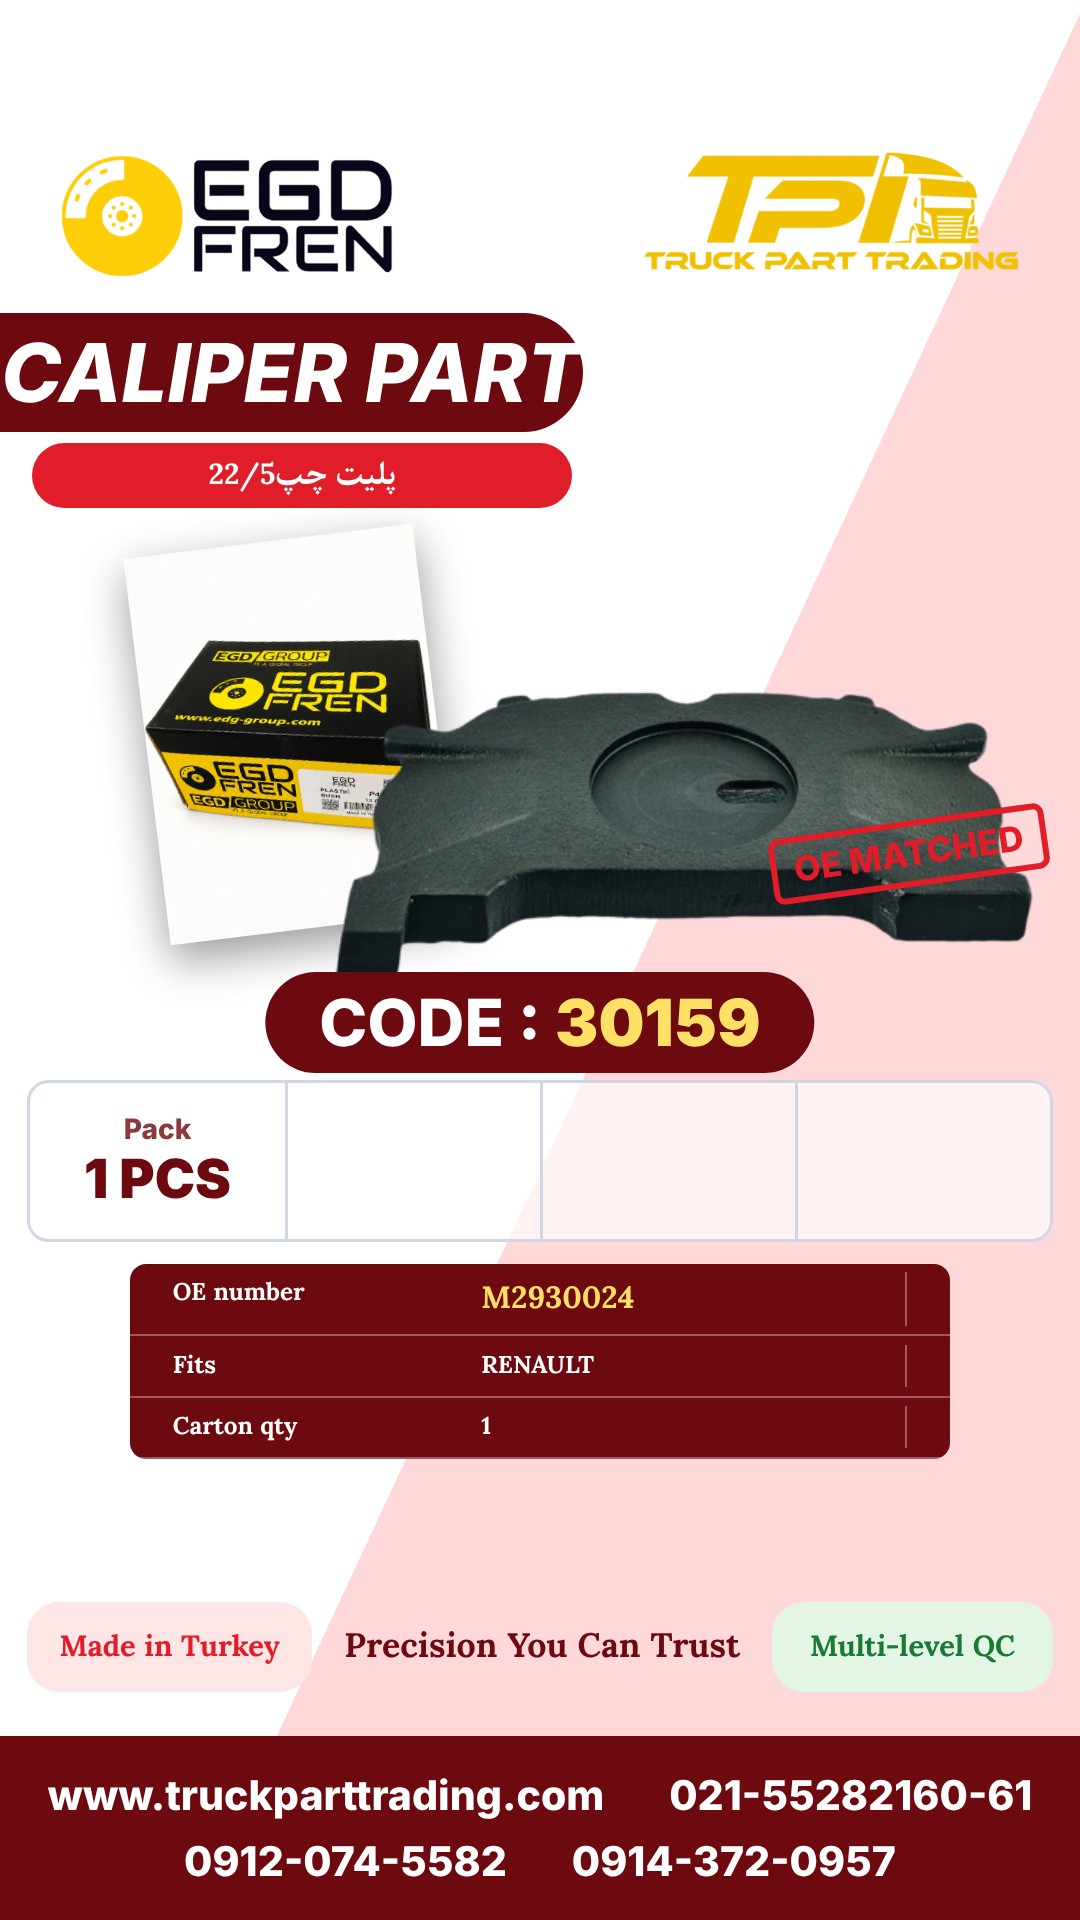 EGD
FREN
TPI
TRUCK PART TRADING
CALIPER PART
پلیت چپ22/5
EGD/GROUP
EGD
FREN
www.edg-group.com
EGD
FREN
EGD GROUP
EGD
FREN
OE MATCHED
CODE : 30159
Pack
1 PCS
OE number M2930024
Fits RENAULT
Carton qty 1
Made in Turkey
Precision You Can Trust
Multi-level QC
www.truckparttrading.com 021-55282160-61
0912-074-5582 0914-372-0957